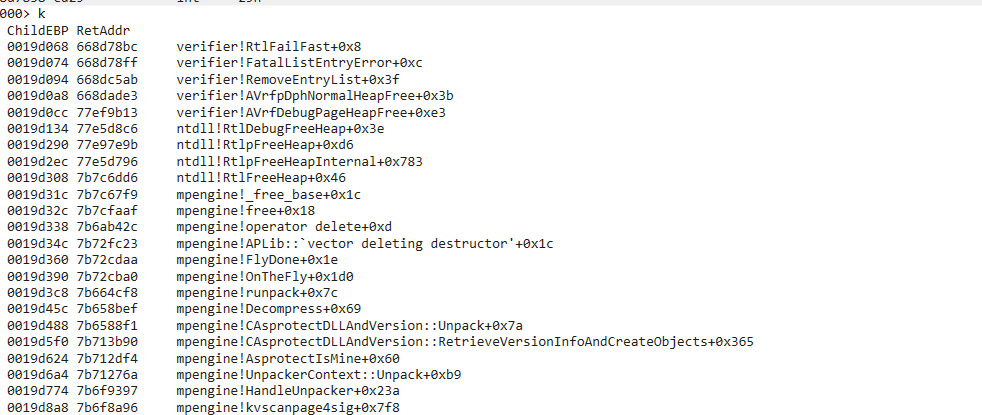 000> k
ChildEBP RetAddr
0019d068 668d78bc verifier!RtlFailFast+0x8
0019d074 668d78ff verifier!FatalListEntryError+0xc
0019d094 668dc5ab verifier!RemoveEntryList+0x3f
0019d0a8 668dade3 verifier!AVrfpDphNormalHeapFree+0x3b
0019d0cc 77ef9b13 verifier!AVrfDebugPageHeapFree+0xe3
0019d134 77e5d8c6 ntdll!RtlDebugFreeHeap+0x3e
0019d290 77e97e9b ntdll!RtlpFreeHeap+0xd6
0019d2ec 77e5d796 ntdll!RtlpFreeHeapInternal+0x783
0019d308 7b7c6dd6 ntdll!RtlFreeHeap+0x46
0019d31c 7b7c67f9 mpengine!_free_base+0x1c
0019d32c 7b7cfaaf mpengine!free+0x18
0019d338 7b6ab42c mpengine!operator delete+0xd
0019d34c 7b72fc23 mpengine!APLib::`vector deleting destructor'+0x1c
0019d360 7b72cdaa mpengine!FlyDone+0x1e
0019d390 7b72cba0 mpengine!OnTheFly+0x1d0
0019d3c8 7b664cf8 mpengine!runpack+0x7c
0019d45c 7b658bef mpengine!Decompress+0x69
0019d488 7b6588f1 mpengine!CAsprotectDLLAndVersion::Unpack+0x7a
0019d5f0 7b713b90 mpengine!CAsprotectDLLAndVersion::RetrieveVersionInfoAndCreateObjects+0x365
0019d624 7b712df4 mpengine!AsprotectIsMine+0x60
0019d6a4 7b71276a mpengine!UnpackerContext::Unpack+0xb9
0019d774 7b6f9397 mpengine!HandleUnpacker+0x23a
0019d8a8 7b6f8a96 mpengine!kvscanpage4sig+0x7f8